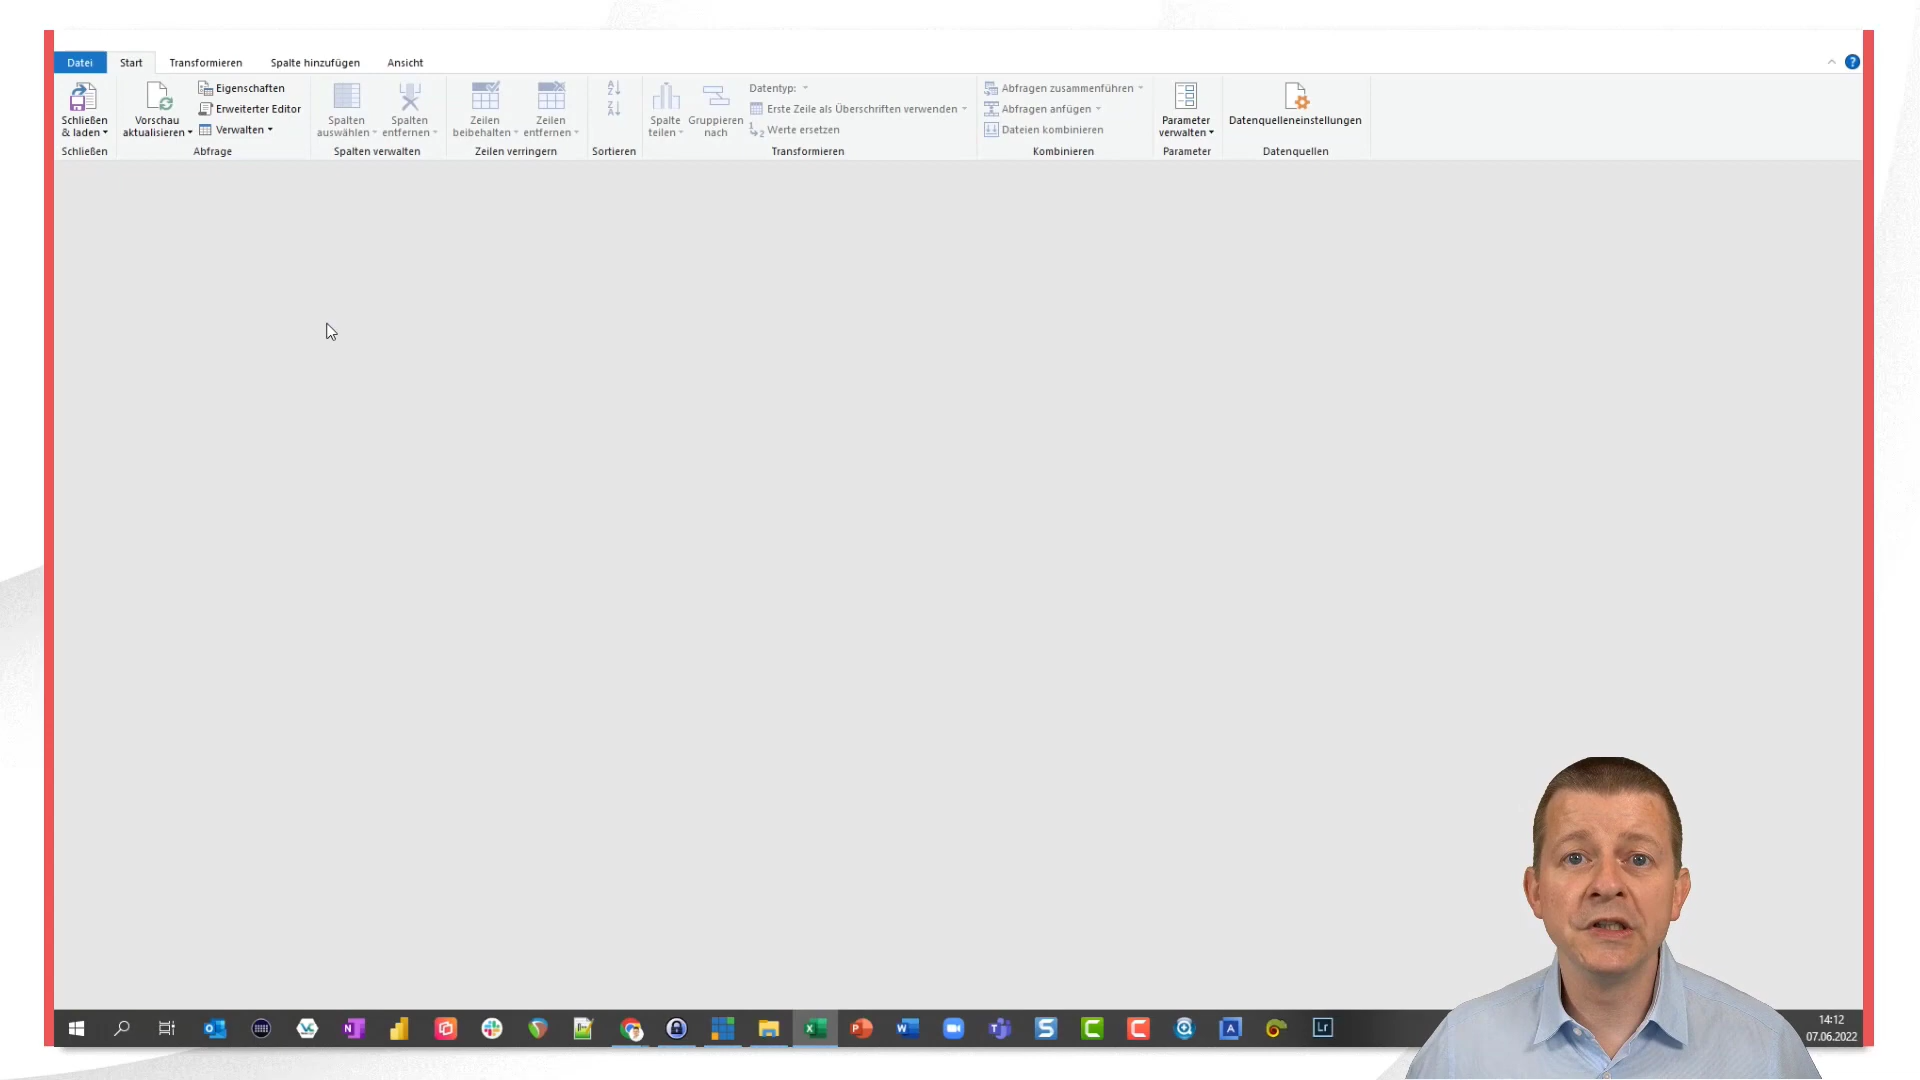 Datei Start Transformieren Spalte hinzufügen Ansicht
?
Schließen
& laden
Schließen
Vorschau
aktualisieren
Eigenschaften
Erweiterter Editor
Verwalten
Abfrage
Spalten
auswählen
Spalten
entfernen
Spalten verwalten
Zeilen
beibehalten
Zeilen
entfernen
Zeilen verringern
A
Z
Z
A
Sortieren
Spalte
teilen
Gruppieren
nach
Datentyp:
Erste Zeile als Überschriften verwenden
1
2
Werte ersetzen
Transformieren
Abfragen zusammenführen
Abfragen anfügen
Dateien kombinieren
Kombinieren
Parameter
verwalten
Parameter
Datenquelleneinstellungen
Datenquellen
N
X
P
W
T
S
C
C
A
Lr
14:12
07.06.2022